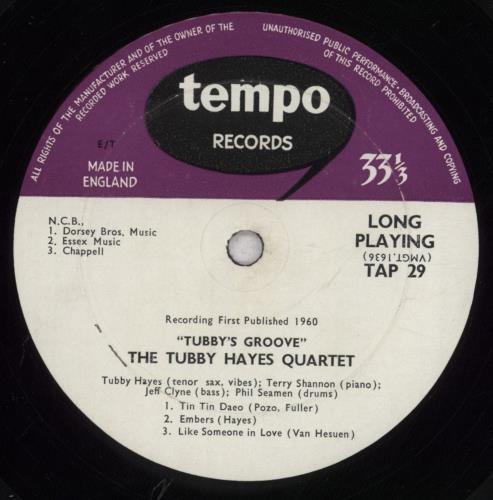 ALL RIGHTS OF THE MANUFACTURER AND OF THE OWNER OF THE
RECORDED WORK RESERVED
UNAUTHORISED PUBLIC PERFORMANCE, BROADCASTING AND COPYING
OF THIS RECORD PROHIBITED
tempo
RECORDS
E/T
MADE IN
ENGLAND
33⅓
N.C.B.,
1. Dorsey Bros, Music
2. Essex Music
3. Chappell
LONG
PLAYING
(VMGT.1636)
TAP 29
Recording First Published 1960
"TUBBY'S GROOVE"
THE TUBBY HAYES QUARTET
Tubby Hayes (tenor sax, vibes); Terry Shannon (piano);
Jeff Clyne (bass); Phil Seamen (drums)
1. Tin Tin Daeo (Pozo, Fuller)
2. Embers (Hayes)
3. Like Someone in Love (Van Hesuen)